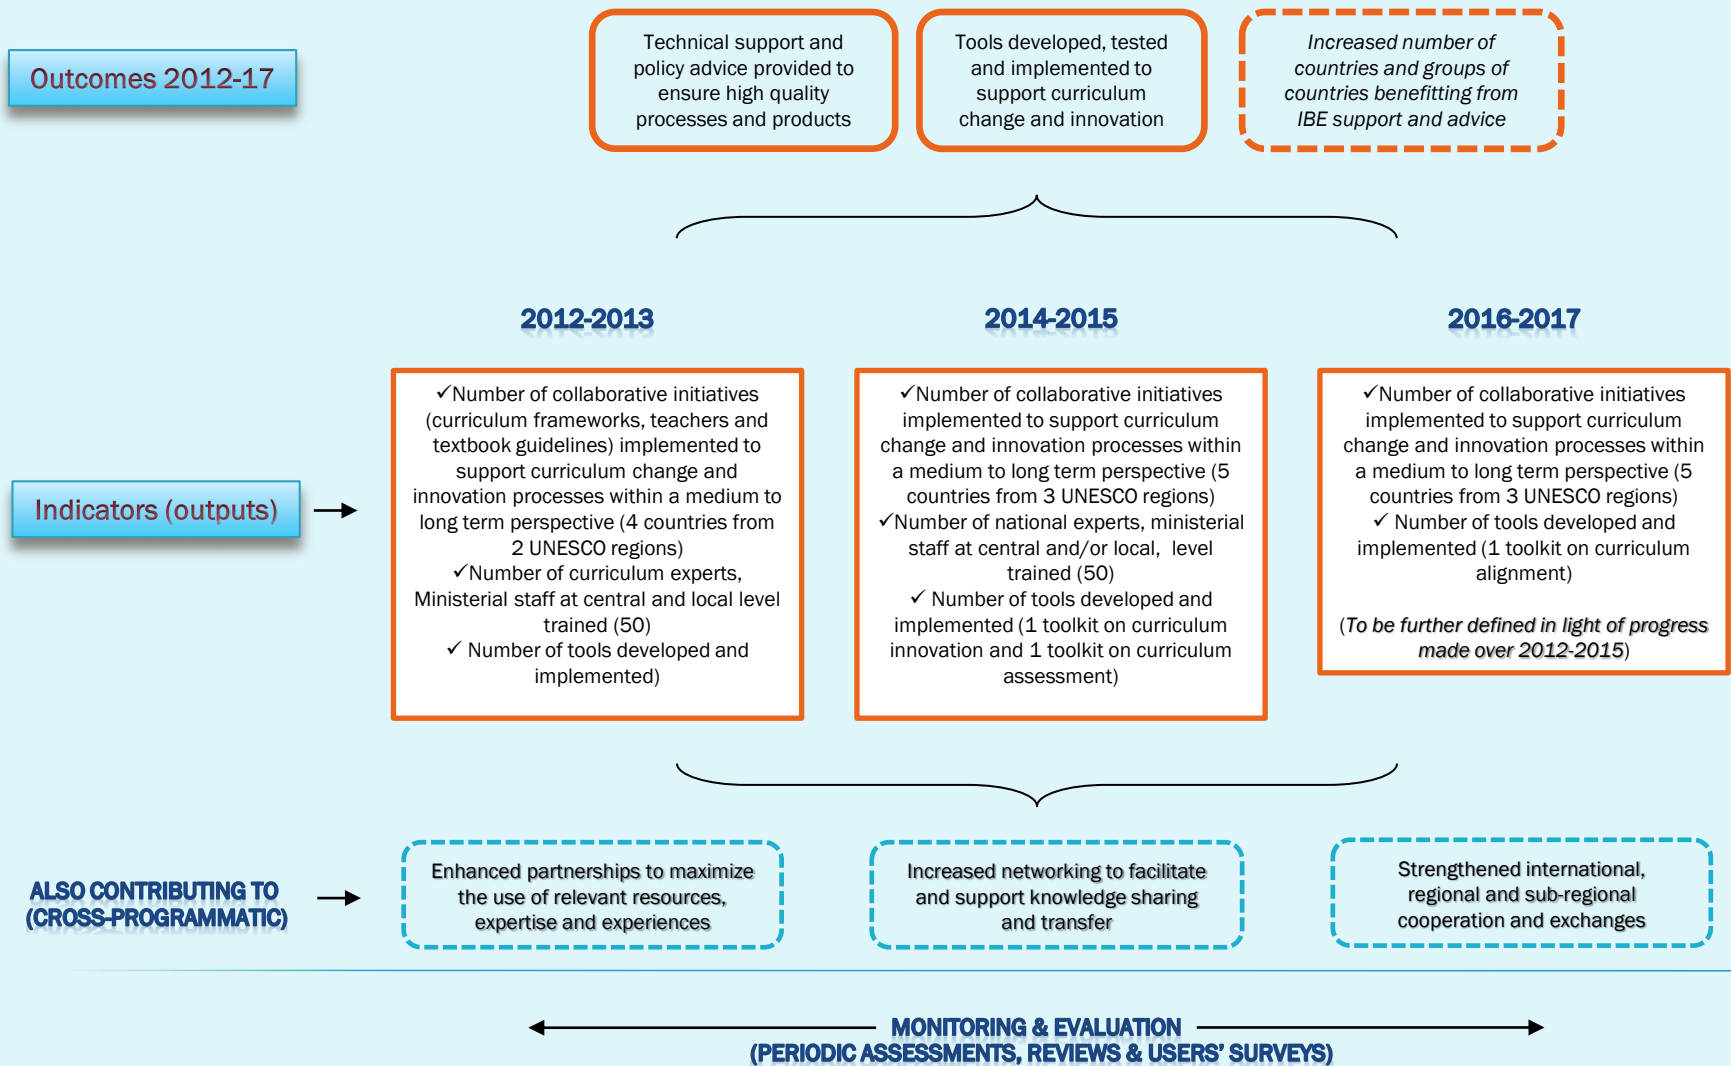 Outcomes 2012-17
Technical support and
policy advice provided to
ensure high quality
processes and products
Tools developed, tested
and implemented to
support curriculum
change and innovation
Increased number of
countries and groups of
countries benefitting from
IBE support and advice
2012-2013
2014-2015
2016-2017
Indicators (outputs)
✓Number of collaborative initiatives
(curriculum frameworks, teachers and
textbook guidelines) implemented to
support curriculum change and
innovation processes within a medium to
long term perspective (4 countries from
2 UNESCO regions)
✓Number of curriculum experts,
Ministerial staff at central and local level
trained (50)
✓ Number of tools developed and
implemented)
✓Number of collaborative initiatives
implemented to support curriculum
change and innovation processes within
a medium to long term perspective (5
countries from 3 UNESCO regions)
✓Number of national experts, ministerial
staff at central and/or local, level
trained (50)
✓ Number of tools developed and
implemented (1 toolkit on curriculum
innovation and 1 toolkit on curriculum
assessment)
✓Number of collaborative initiatives
implemented to support curriculum
change and innovation processes within
a medium to long term perspective (5
countries from 3 UNESCO regions)
✓ Number of tools developed and
implemented (1 toolkit on curriculum
alignment)
(To be further defined in light of progress
made over 2012-2015)
ALSO CONTRIBUTING TO
(CROSS-PROGRAMMATIC)
Enhanced partnerships to maximize
the use of relevant resources,
expertise and experiences
Increased networking to facilitate
and support knowledge sharing
and transfer
Strengthened international,
regional and sub-regional
cooperation and exchanges
MONITORING & EVALUATION
(PERIODIC ASSESSMENTS, REVIEWS & USERS' SURVEYS)